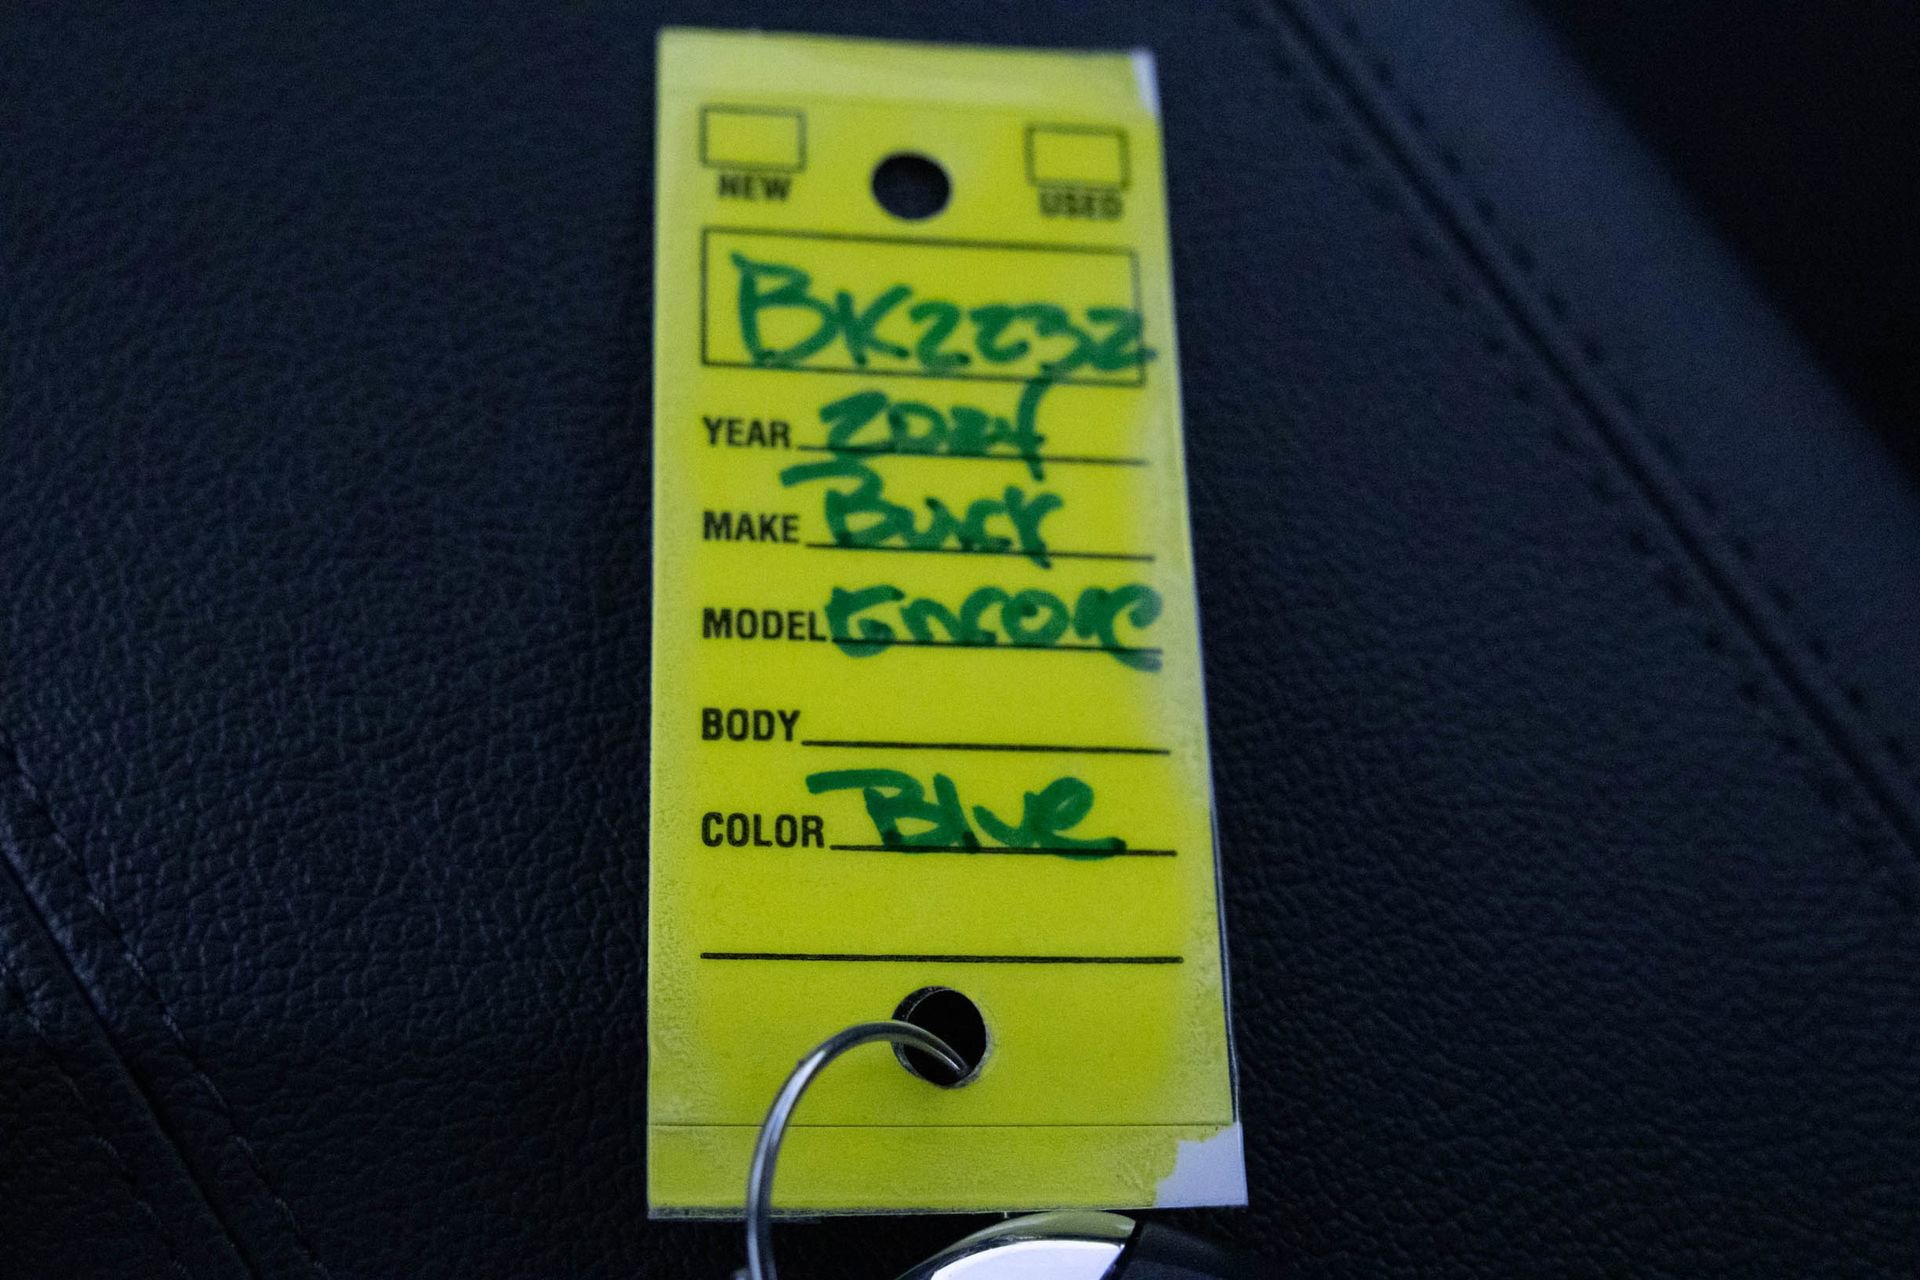 NEW USED
BK2232
YEAR 2024
MAKE Buick
MODEL Encore
BODY
COLOR Blue